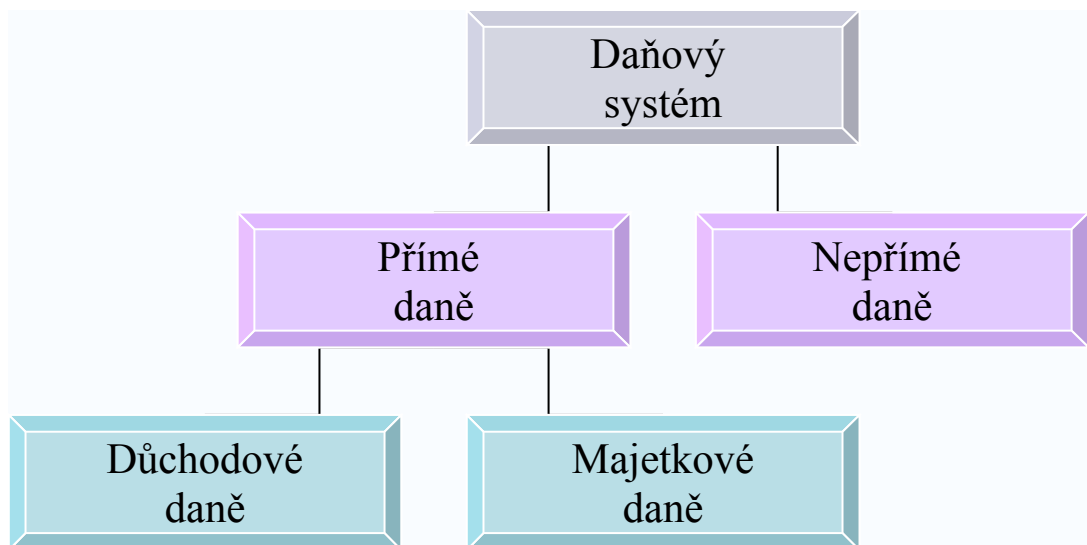 Daňový
systém
Přímé
daně
Nepřímé
daně
Důchodové
daně
Majetkové
daně